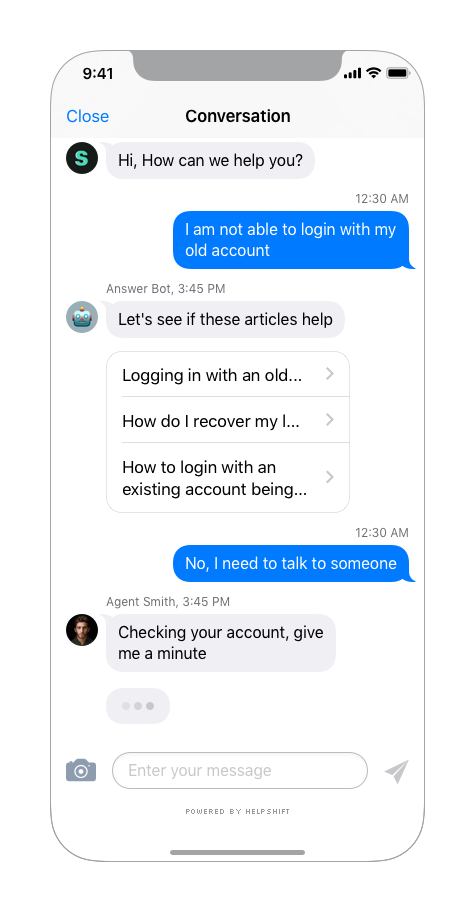 9:41
Close
Conversation
S
Hi, How can we help you?
12:30 AM
I am not able to login with my
old account
Answer Bot, 3:45 PM
Let's see if these articles help
Logging in with an old...
How do I recover my l...
How to login with an
existing account being...
12:30 AM
No, I need to talk to someone
Agent Smith, 3:45 PM
Checking your account, give
me a minute
Enter your message
POWERED BY HELPSHIFT